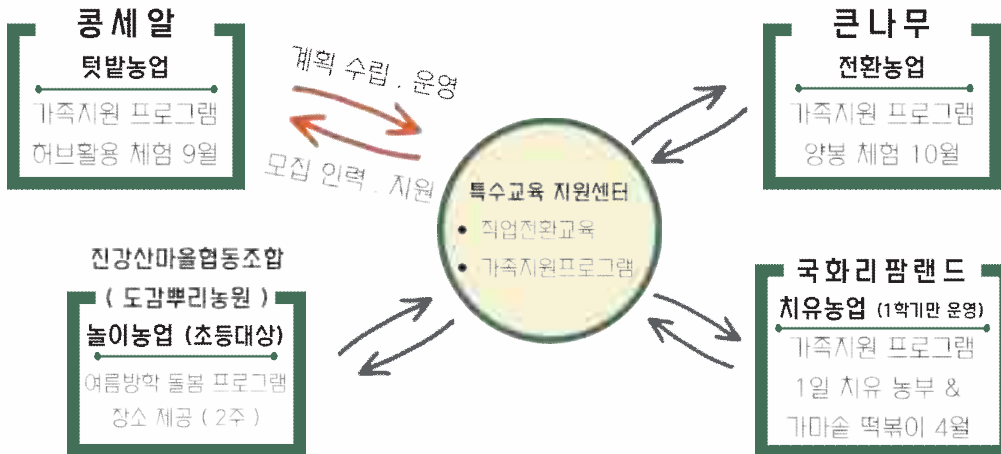 콩세알
텃밭농업
가족지원 프로그램
허브활용 체험 9월
계획 수립 . 운영
모집 인력 . 지원
큰나무
전환농업
가족지원 프로그램
양봉 체험 10월
특수교육 지원센터
• 직업전환교육
• 가족지원프로그램
진강산마을협동조합
( 도감뿌리농원 )
놀이농업 (초등대상)
여름방학 돌봄 프로그램
장소 제공 ( 2주 )
국화리팜랜드
치유농업 (1학기만 운영)
가족지원 프로그램
1일 치유 농부 &
가마솥 떡볶이 4월